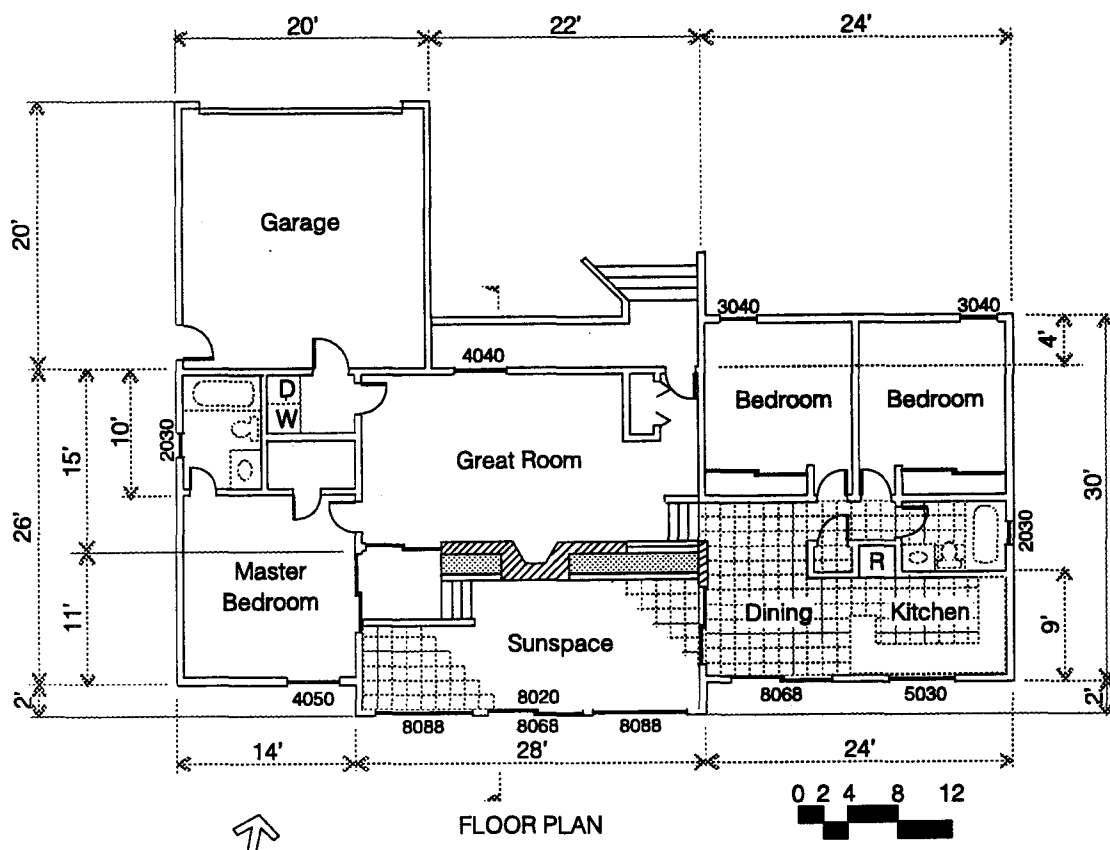 20' 22' 24'
20'
Garage
3040 3040
4'
4040
D
W
Bedroom Bedroom
2030
10'
15'
Great Room
26'
30'
2030
R
Master
Bedroom
11'
Dining Kitchen
9'
Sunspace
2'
4050
8020
8088 8068 8088
8068 5030
2'
14' 28' 24'
0 2 4 8 12
FLOOR PLAN